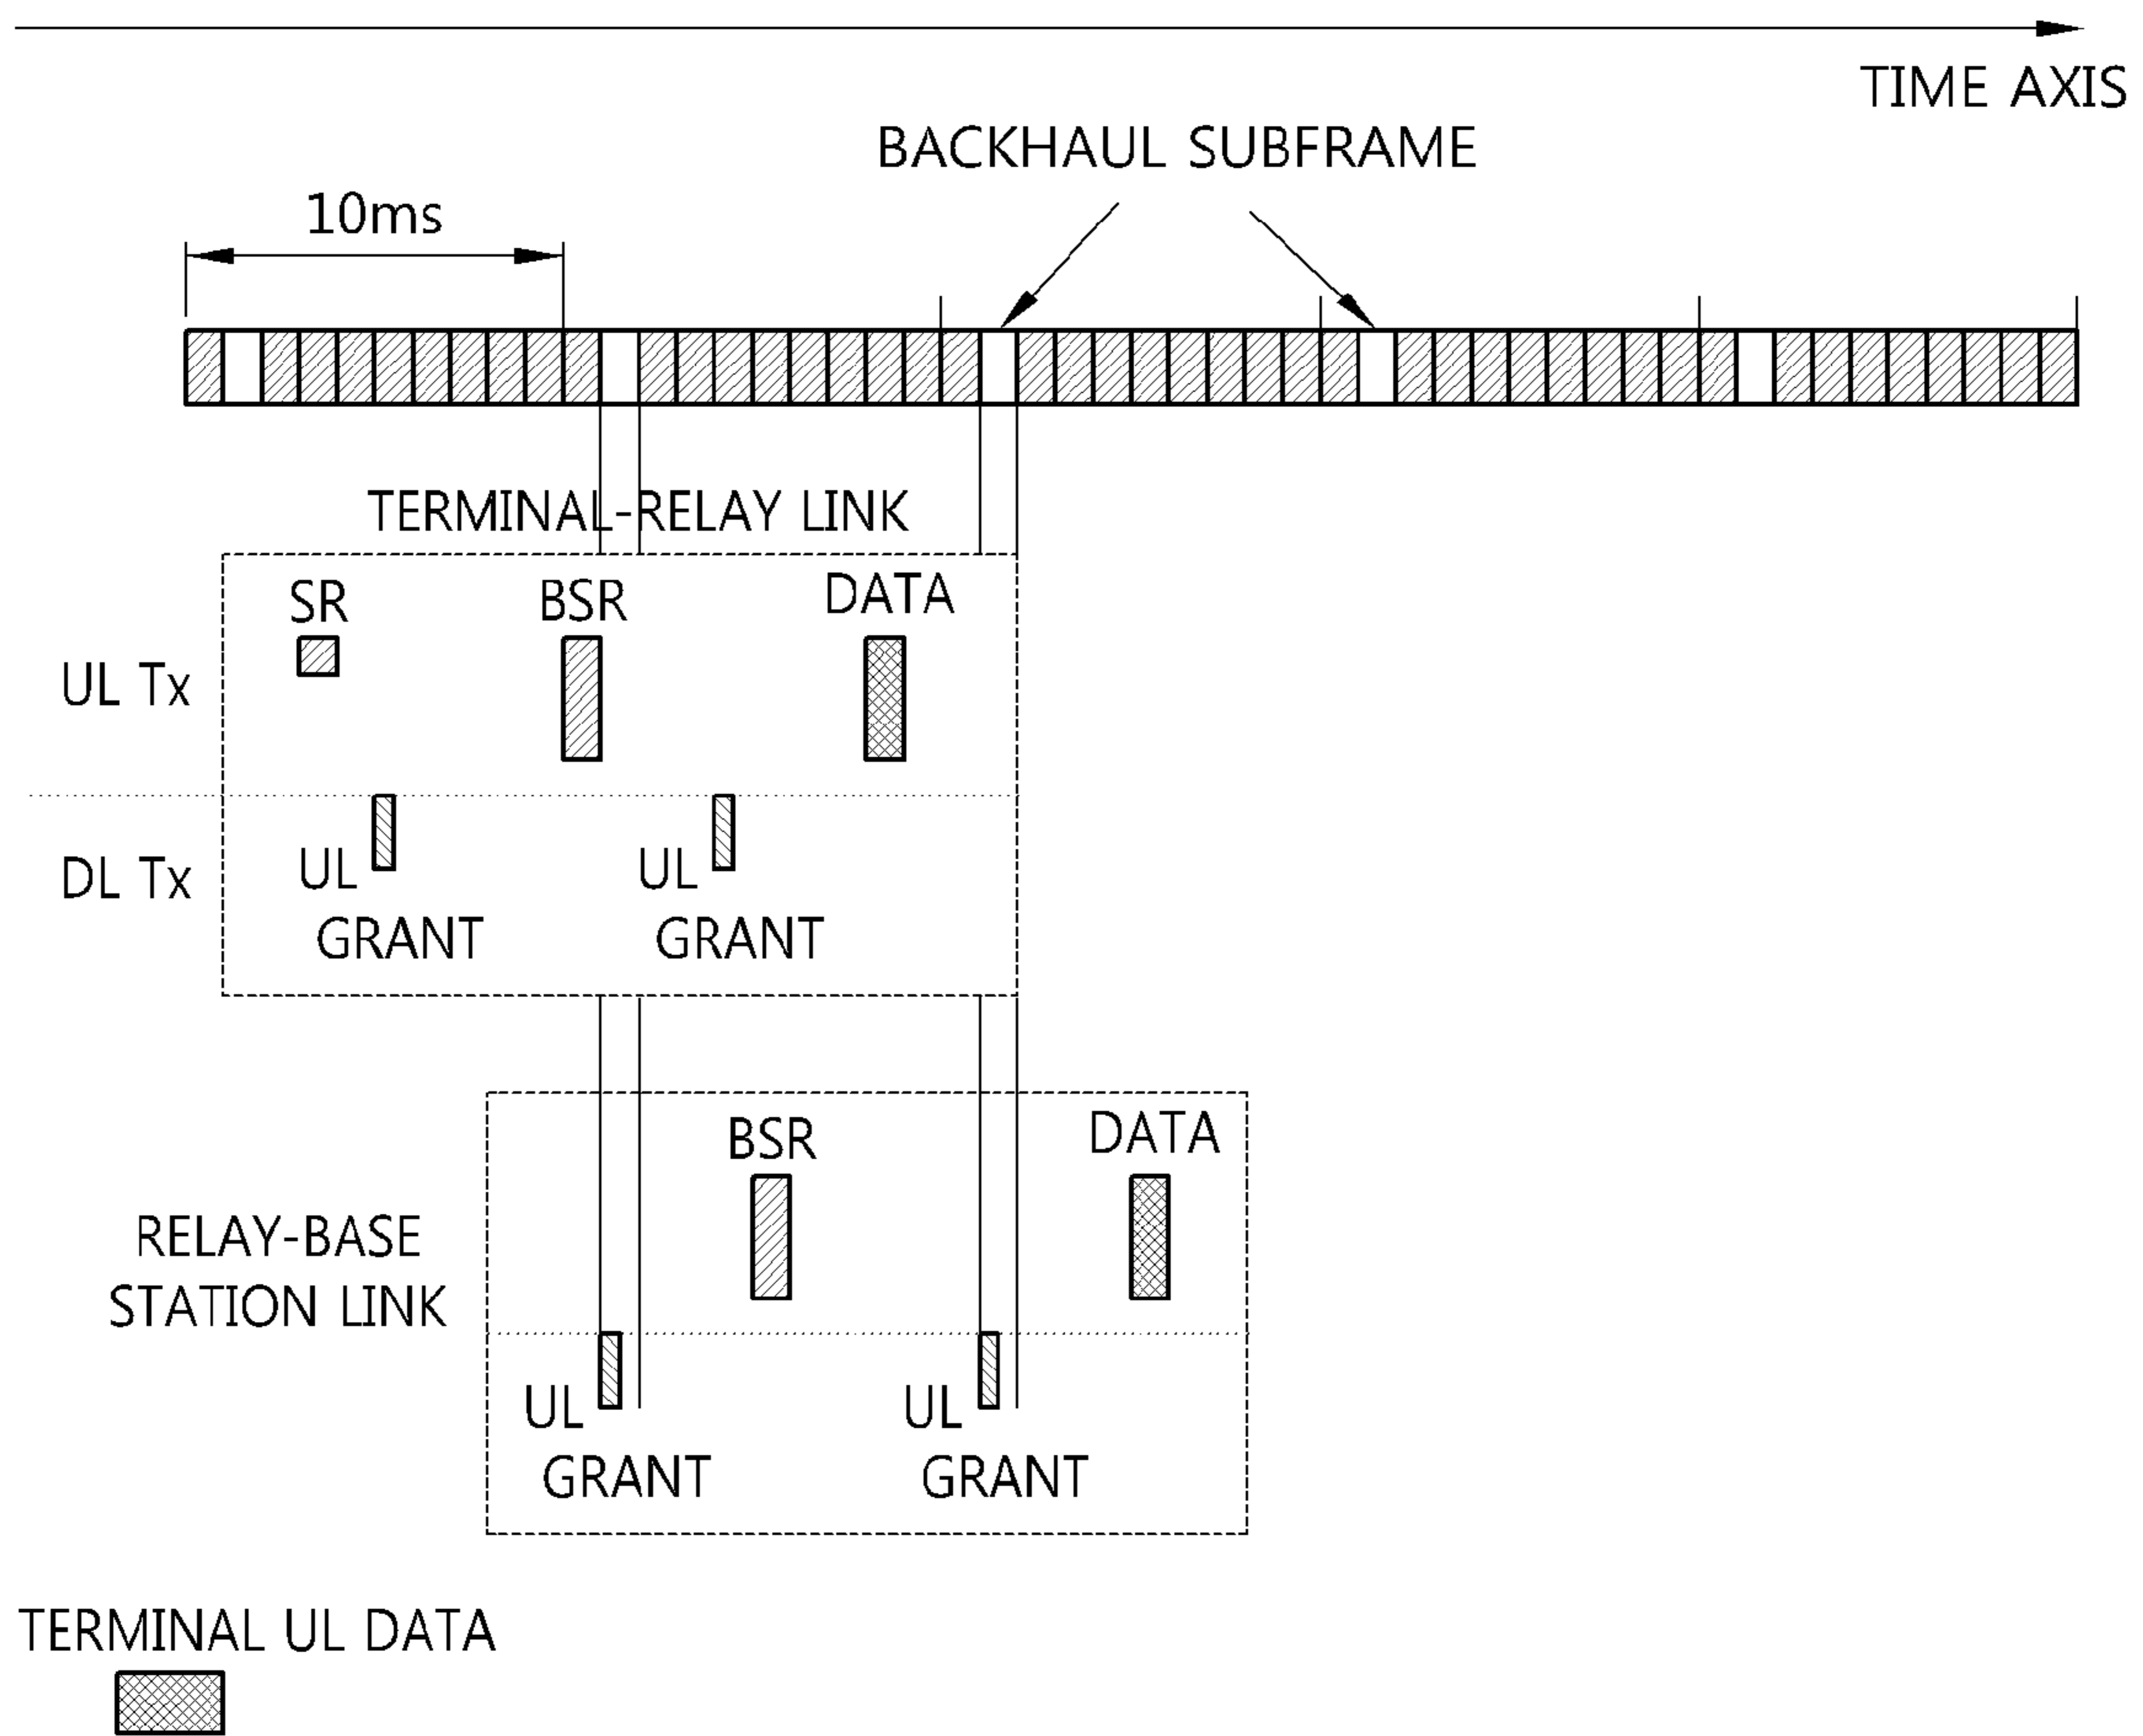 TIME AXIS
BACKHAUL SUBFRAME
10ms
TERMINAL-RELAY LINK
SR
BSR
DATA
UL Tx
DL Tx
UL
GRANT
UL
GRANT
BSR
DATA
RELAY-BASE
STATION LINK
UL
GRANT
UL
GRANT
TERMINAL UL DATA